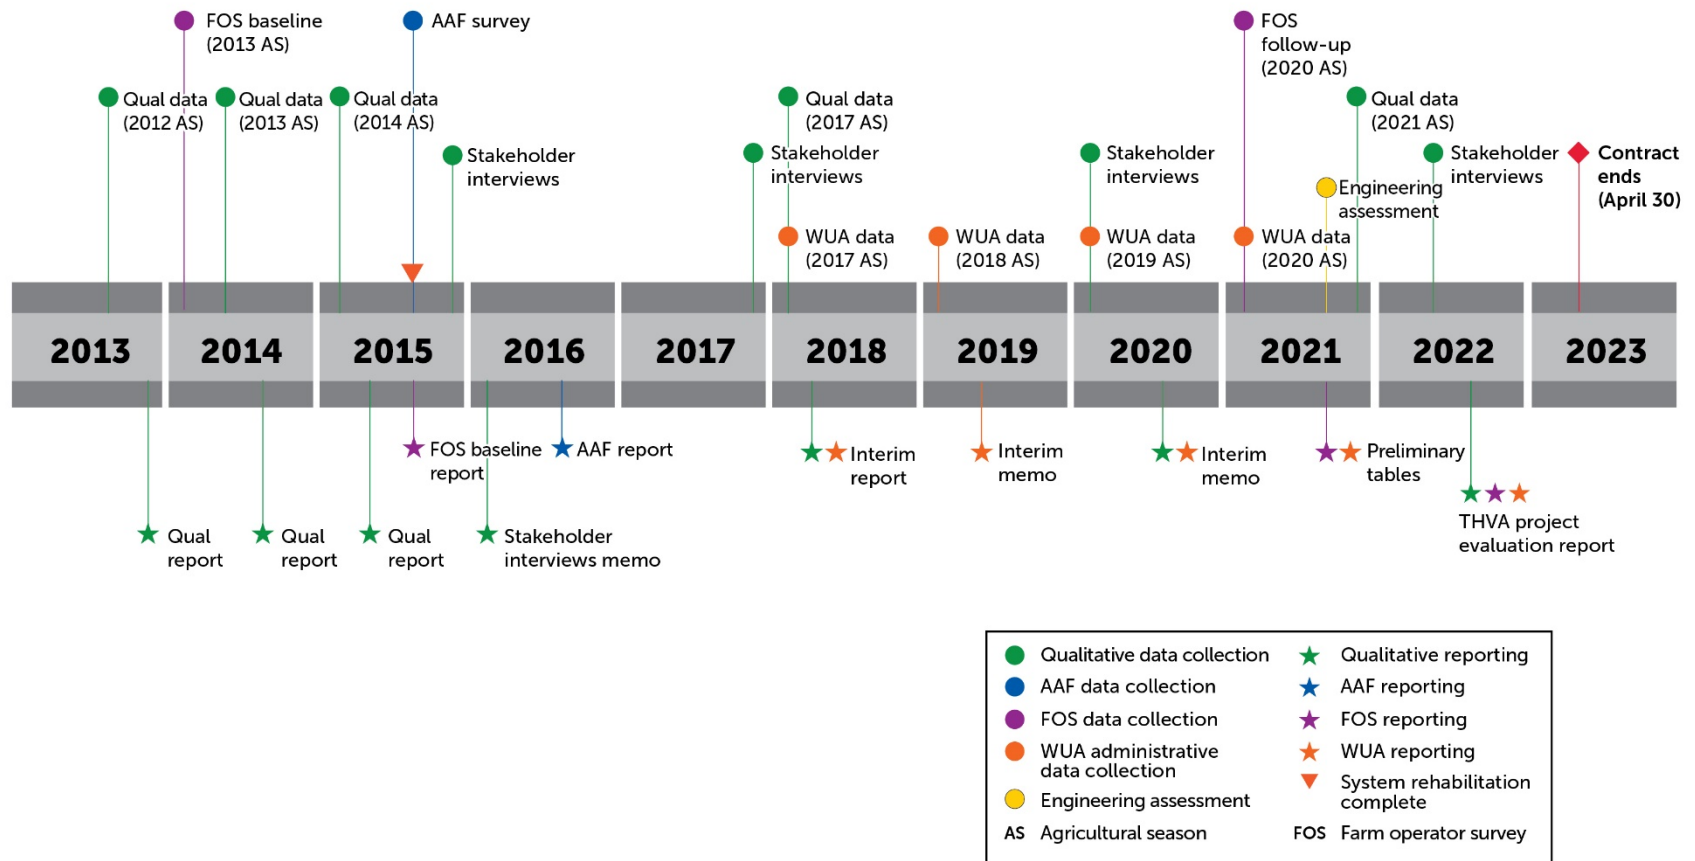 FOS baseline
(2013 AS)
AAF survey
FOS
follow-up
(2020 AS)
Qual data
(2012 AS)
Qual data
(2013 AS)
Qual data
(2014 AS)
Qual data
(2017 AS)
Qual data
(2021 AS)
Stakeholder
interviews
Stakeholder
interviews
Stakeholder
interviews
Stakeholder
interviews
Contract
ends
(April 30)
Engineering
assessment
WUA data
(2017 AS)
WUA data
(2018 AS)
WUA data
(2019 AS)
WUA data
(2020 AS)
2013
2014
2015
2016
2017
2018
2019
2020
2021
2022
2023
FOS baseline
report
AAF report
Interim
report
Interim
memo
Interim
memo
Preliminary
tables
THVA project
evaluation report
Qual
report
Qual
report
Qual
report
Stakeholder
interviews memo
Qualitative data collection
AAF data collection
FOS data collection
WUA administrative
data collection
Engineering assessment
AS Agricultural season
Qualitative reporting
AAF reporting
FOS reporting
WUA reporting
System rehabilitation
complete
FOS Farm operator survey